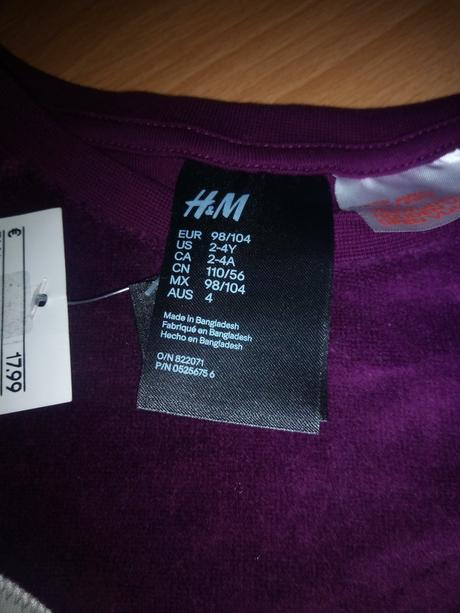 H&M
EUR 98/104
US 2-4Y
CA 2-4A
CN 110/56
MX 98/104
AUS 4
Made in Bangladesh
Fabriqué en Bangladesh
Hecho en Bangladesh
O/N 822071
P/N 0525675 6
€
17.99